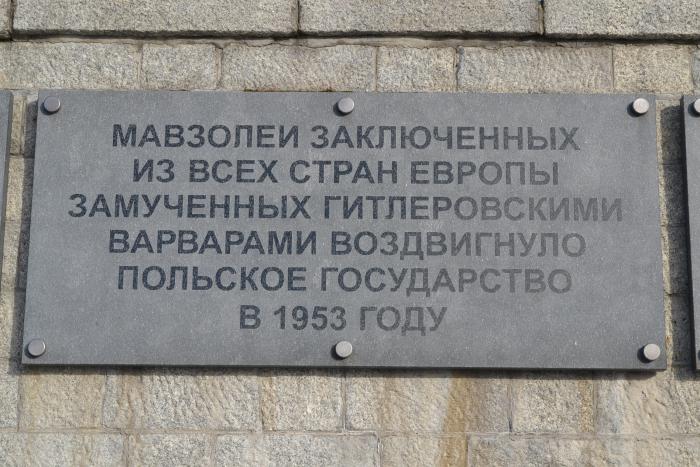 МАВЗОЛЕИ ЗАКЛЮЧЕННЫХ
ИЗ ВСЕХ СТРАН ЕВРОПЫ
ЗАМУЧЕННЫХ ГИТЛЕРОВСКИМИ
ВАРВАРАМИ ВОЗДВИГНУЛО
ПОЛЬСКОЕ ГОСУДАРСТВО
В 1953 ГОДУ